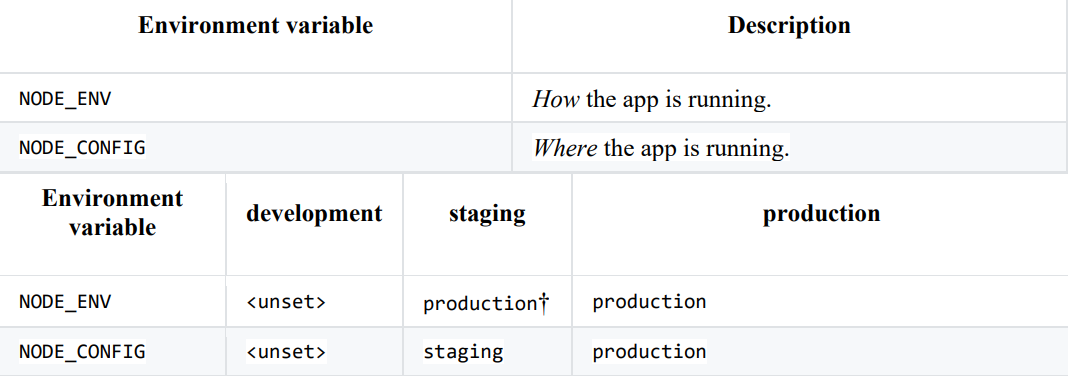 Environment variable Description
NODE_ENV How the app is running.
NODE_CONFIG Where the app is running.
Environment
variable development staging production
NODE_ENV <unset> production† production
NODE_CONFIG <unset> staging production